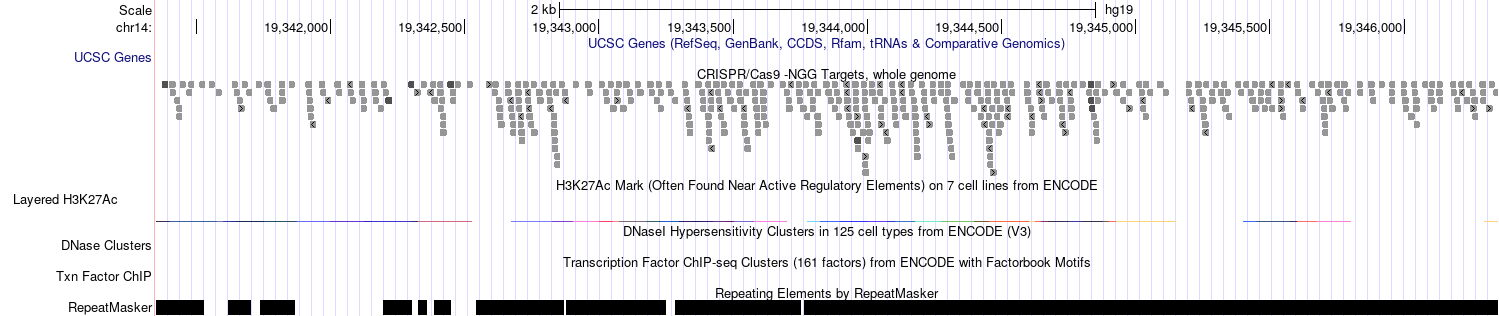 Scale 2 kb hg19
chr14: 19,342,000 19,342,500 19,343,000 19,343,500 19,344,000 19,344,500 19,345,000 19,345,500 19,346,000
UCSC Genes (RefSeq, GenBank, CCDS, Rfam, tRNAs & Comparative Genomics)
UCSC Genes
CRISPR/Cas9 -NGG Targets, whole genome
H3K27Ac Mark (Often Found Near Active Regulatory Elements) on 7 cell lines from ENCODE
Layered H3K27Ac
DNaseI Hypersensitivity Clusters in 125 cell types from ENCODE (V3)
DNase Clusters
Transcription Factor ChIP-seq Clusters (161 factors) from ENCODE with Factorbook Motifs
Txn Factor ChIP
Repeating Elements by RepeatMasker
RepeatMasker